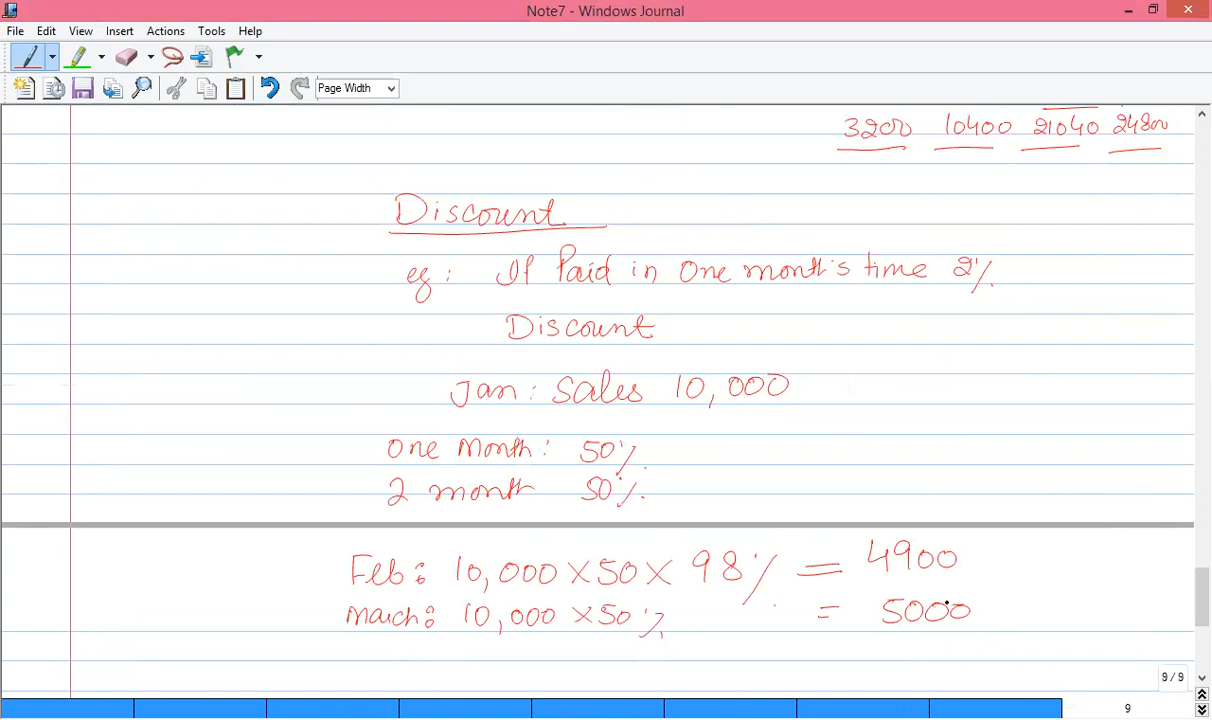 Note7 - Windows Journal
File Edit View Insert Actions Tools Help
Page Width
3200 10400 21040 24800
Discount
eg: If Paid in One month's time 2%
Discount
Jan: Sales 10,000
One Month: 50%
2 month 50%
Feb: 10,000 × 50 × 98% = 4900
March: 10,000 × 50% = 5000
9/9
9